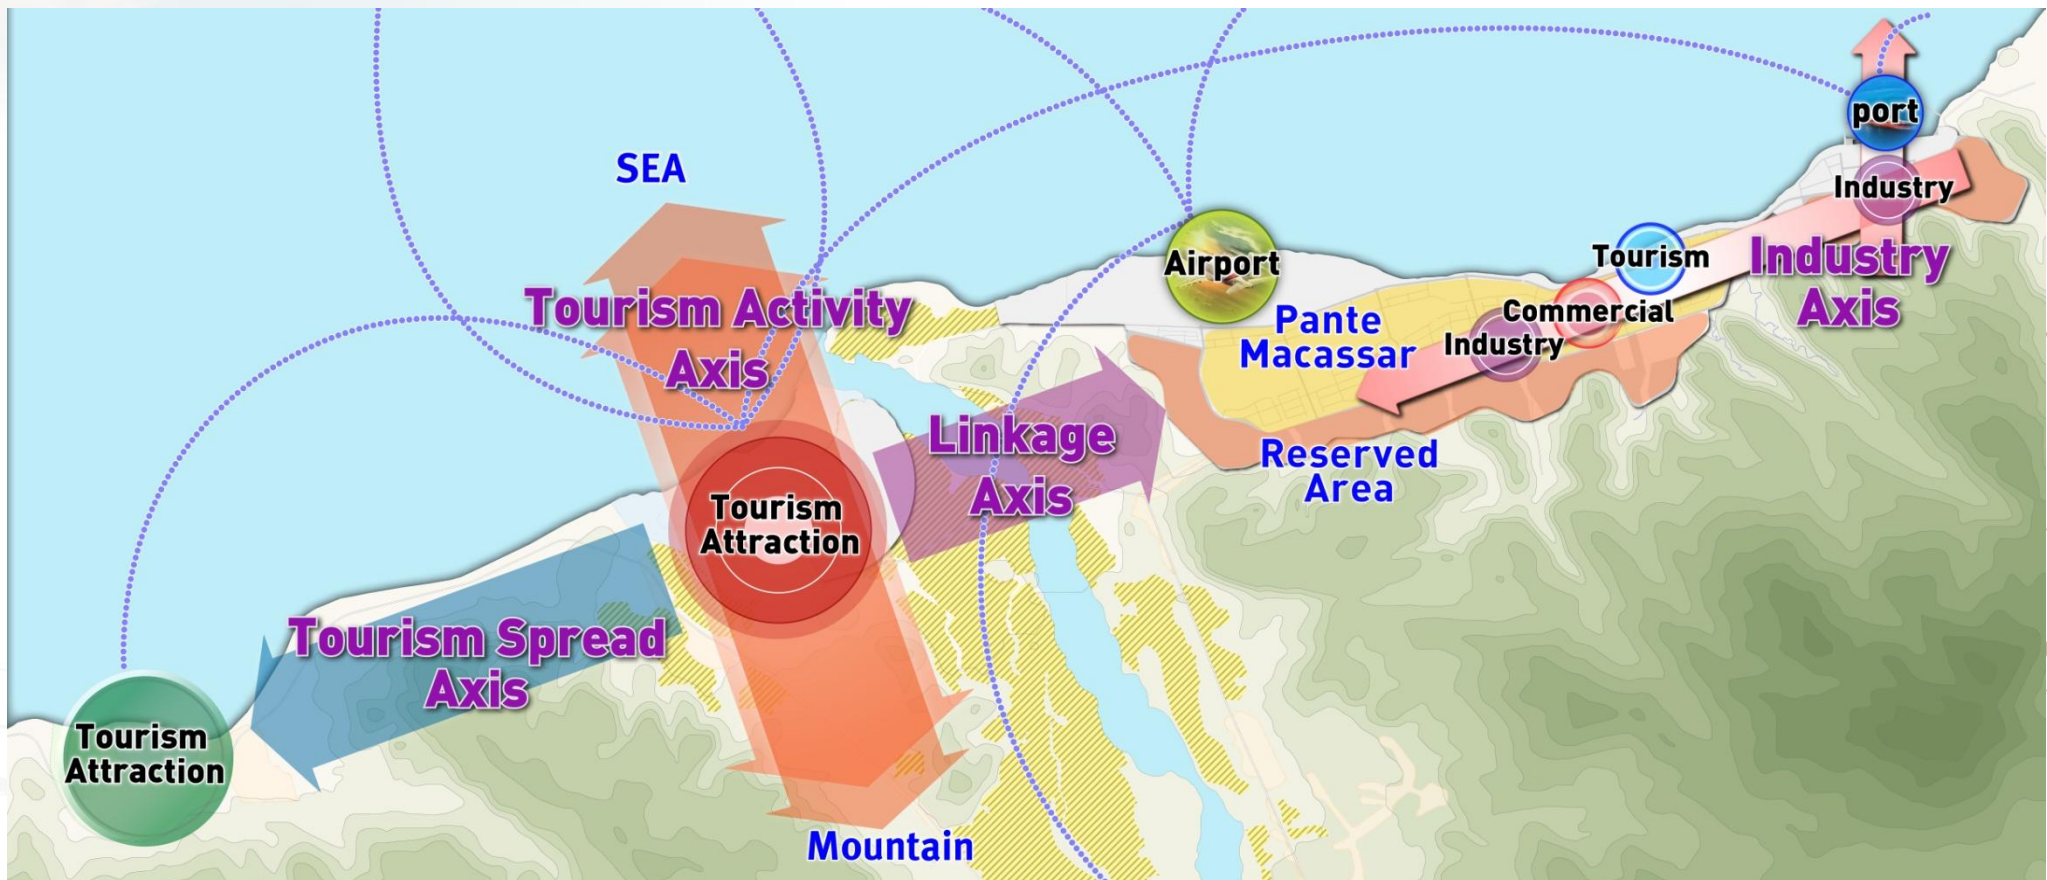 SEA
Tourism Activity
Axis
Airport
Pante
Macassar
port
Industry
Tourism
Industry
Axis
Commercial
Industry
Linkage
Axis
Reserved
Area
Tourism
Attraction
Tourism Spread
Axis
Tourism
Attraction
Mountain